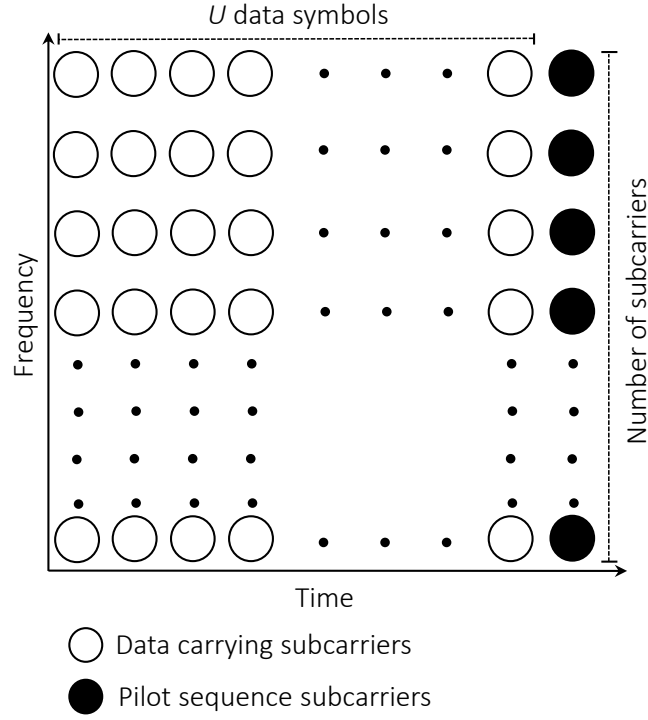 U data symbols
Frequency
Number of subcarriers
Time
Data carrying subcarriers
Pilot sequence subcarriers